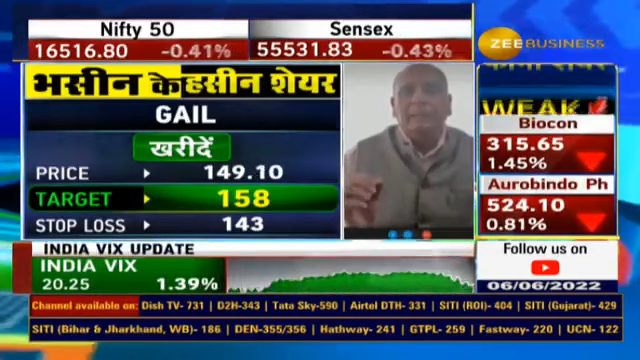 Nifty 50
16516.80 -0.41%
Sensex
55531.83 -0.43%
ZEE BUSINESS
भसीन के हसीन शेयर
GAIL
खरीदें
PRICE 149.10
TARGET 158
STOP LOSS 143
WEAK
Biocon
315.65
1.45%
Aurobindo Ph
524.10
0.81%
INDIA VIX UPDATE
INDIA VIX
20.25 1.39%
Follow us on
06/06/2022
Channel available on: Dish TV- 731 | D2H-343 | Tata Sky-590 | Airtel DTH- 331 | SITI (ROI)- 404 | SITI (Gujarat)- 429
SITI (Bihar & Jharkhand, WB)- 186 | DEN-355/356 | Hathway- 241 | GTPL- 259 | Fastway- 220 | UCN- 122